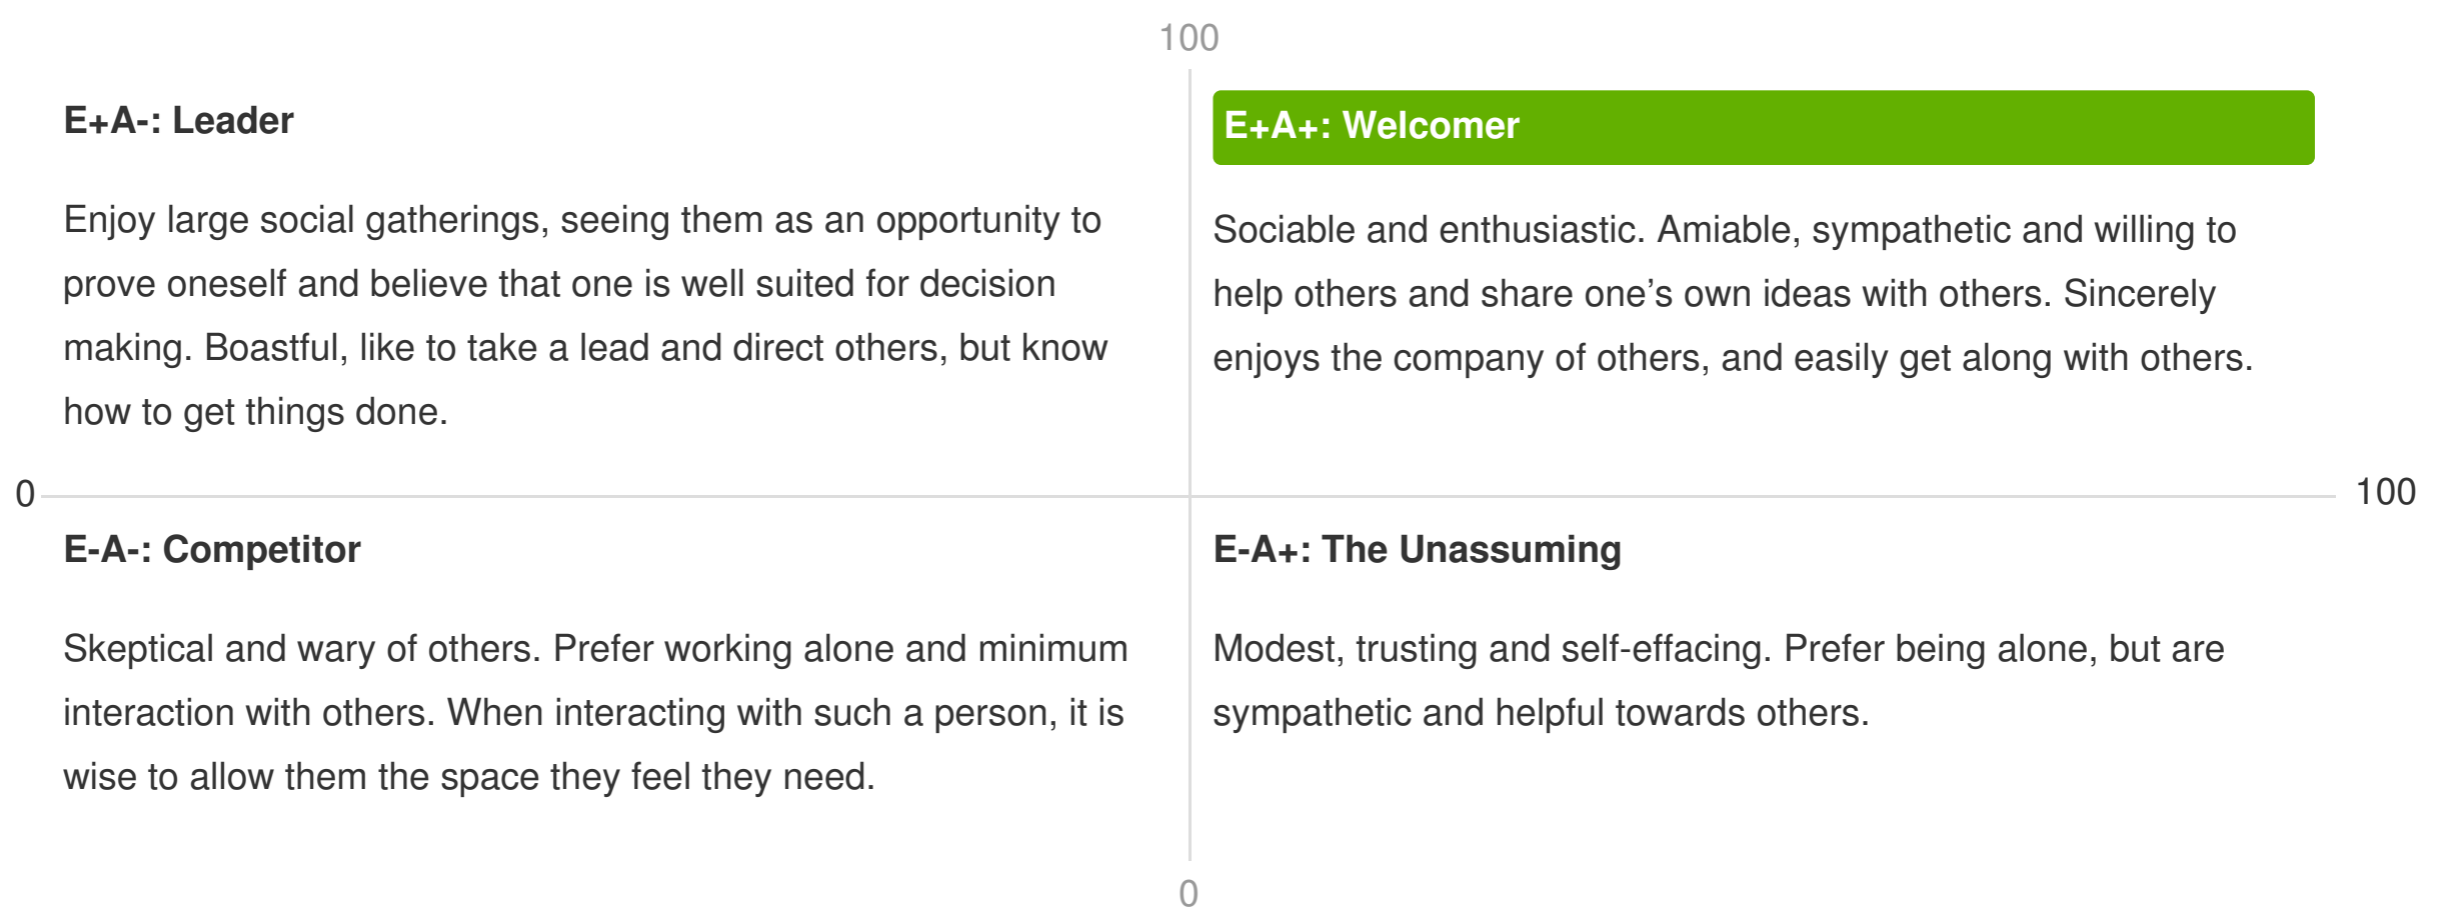 100
E+A-: Leader
Enjoy large social gatherings, seeing them as an opportunity to
prove oneself and believe that one is well suited for decision
making. Boastful, like to take a lead and direct others, but know
how to get things done.
E+A+: Welcomer
Sociable and enthusiastic. Amiable, sympathetic and willing to
help others and share one’s own ideas with others. Sincerely
enjoys the company of others, and easily get along with others.
0
100
E-A-: Competitor
Skeptical and wary of others. Prefer working alone and minimum
interaction with others. When interacting with such a person, it is
wise to allow them the space they feel they need.
E-A+: The Unassuming
Modest, trusting and self-effacing. Prefer being alone, but are
sympathetic and helpful towards others.
0